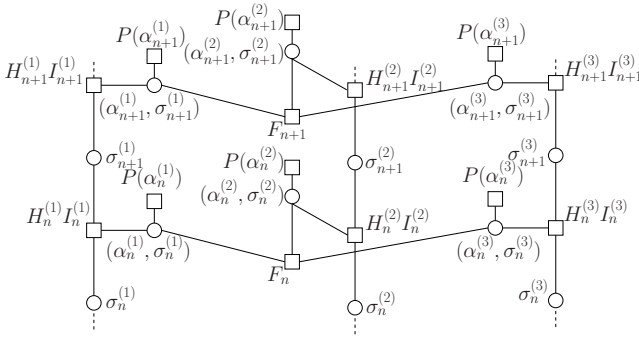 P(α_{n+1}^{(1)})
P(α_{n+1}^{(2)})
P(α_{n+1}^{(3)})
H_{n+1}^{(1)} I_{n+1}^{(1)}
(α_{n+1}^{(2)}, σ_{n+1}^{(2)})
H_{n+1}^{(2)} I_{n+1}^{(2)}
H_{n+1}^{(3)} I_{n+1}^{(3)}
(α_{n+1}^{(1)}, σ_{n+1}^{(1)})
F_{n+1}
(α_{n+1}^{(3)}, σ_{n+1}^{(3)})
σ_{n+1}^{(1)}
σ_{n+1}^{(2)}
σ_{n+1}^{(3)}
P(α_n^{(1)})
P(α_n^{(2)})
P(α_n^{(3)})
H_n^{(1)} I_n^{(1)}
(α_n^{(2)}, σ_n^{(2)})
H_n^{(2)} I_n^{(2)}
H_n^{(3)} I_n^{(3)}
(α_n^{(1)}, σ_n^{(1)})
F_n
(α_n^{(3)}, σ_n^{(3)})
σ_n^{(1)}
σ_n^{(2)}
σ_n^{(3)}